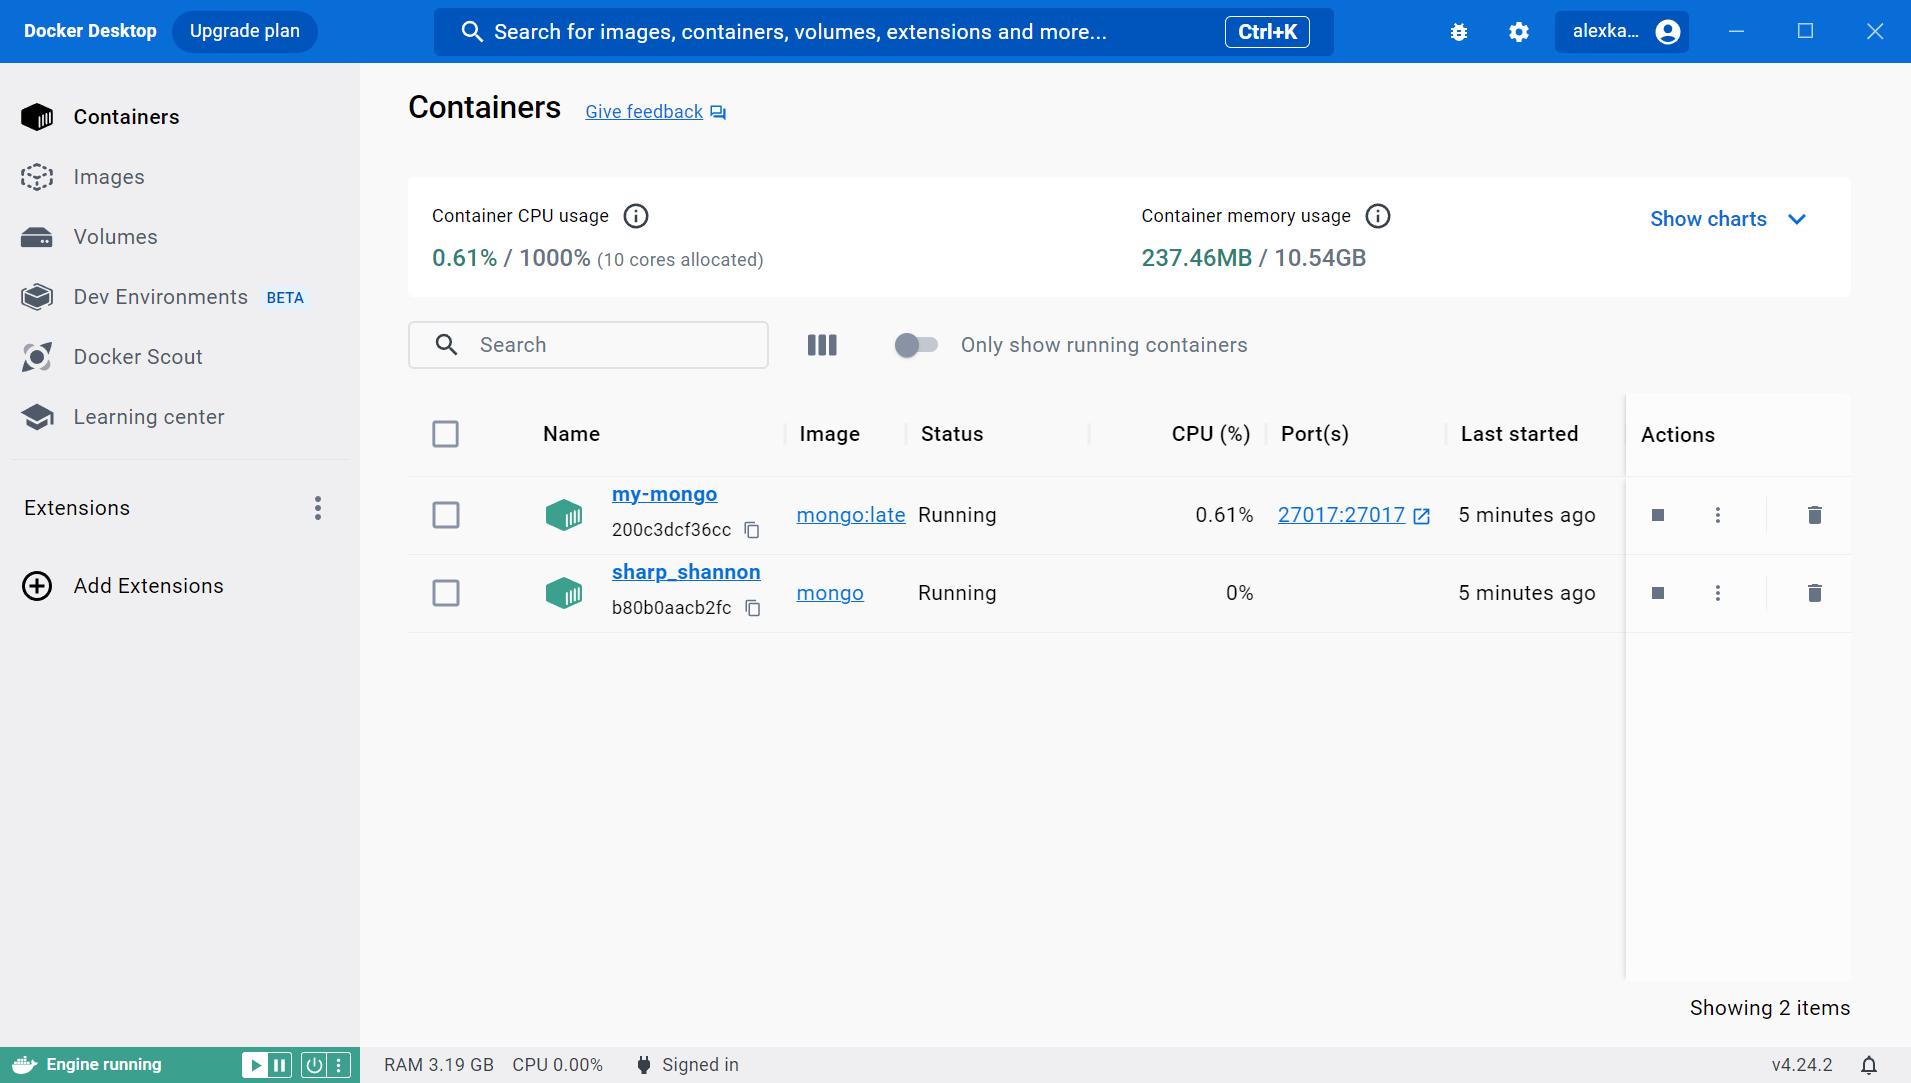 Docker Desktop Upgrade plan Search for images, containers, volumes, extensions and more... Ctrl+K alexka...
Containers
Images
Volumes
Dev Environments BETA
Docker Scout
Learning center
Extensions
Add Extensions
Containers Give feedback
Container CPU usage
0.61% / 1000% (10 cores allocated)
Container memory usage
237.46MB / 10.54GB
Show charts
Search
Only show running containers
Name Image Status CPU (%) Port(s) Last started Actions
my-mongo
200c3dcf36cc
mongo:late Running 0.61% 27017:27017 5 minutes ago
sharp_shannon
b80b0aacb2fc
mongo Running 0% 5 minutes ago
Showing 2 items
Engine running RAM 3.19 GB CPU 0.00% Signed in v4.24.2